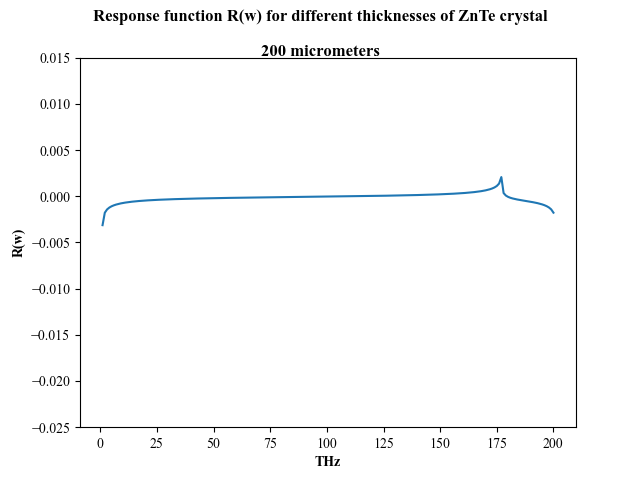 Response function R(w) for different thicknesses of ZnTe crystal
200 micrometers
0.015
0.010
0.005
0.000
−0.005
−0.010
−0.015
−0.020
−0.025
R(w)
0 25 50 75 100 125 150 175 200
THz